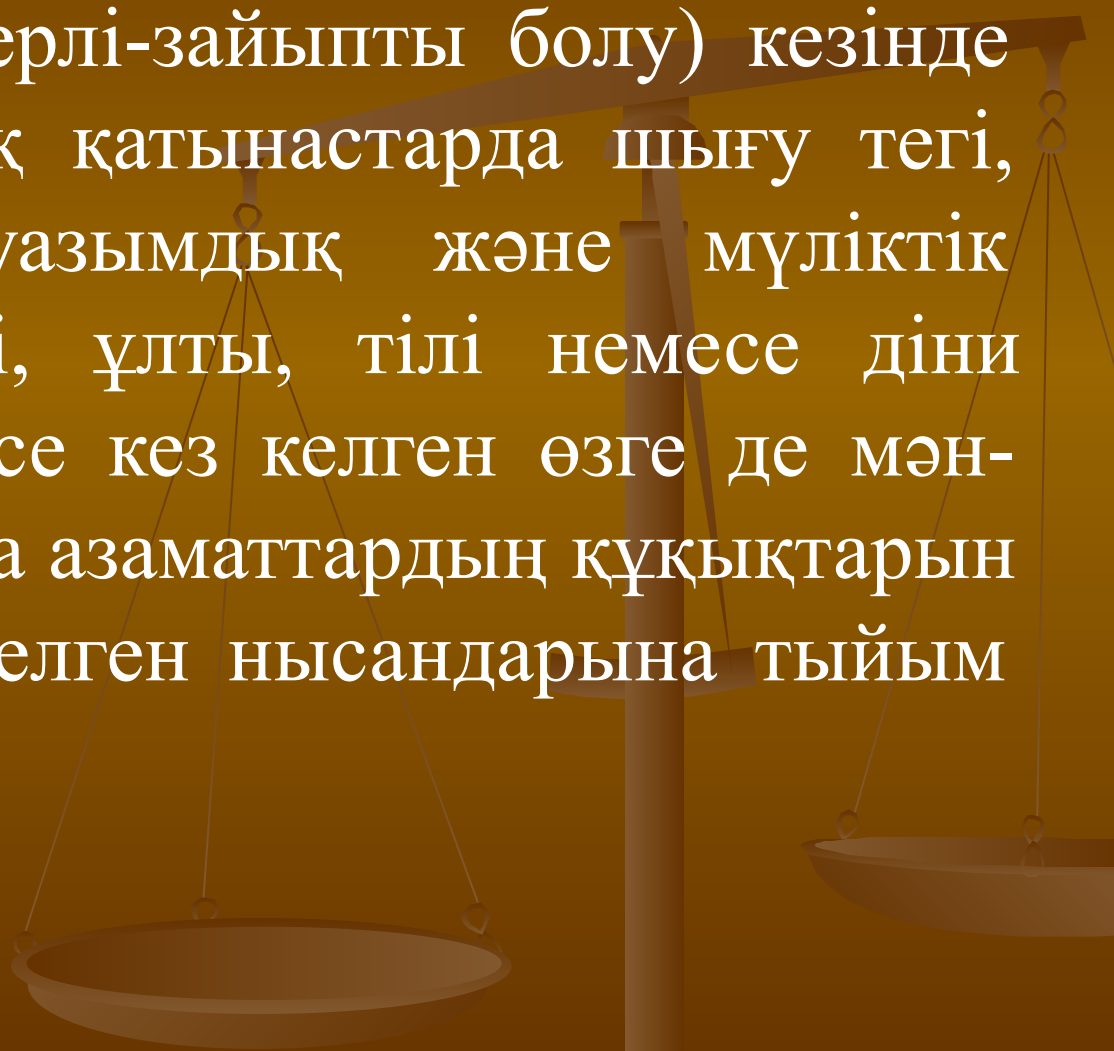 ерлі-зайыпты болу) кезінде
қ қатынастарда шығу тегі,
уазымдық және мүліктік
і, ұлты, тілі немесе діни
се кез келген өзге де мән-
а азаматтардың құқықтарын
елген нысандарына тыйым